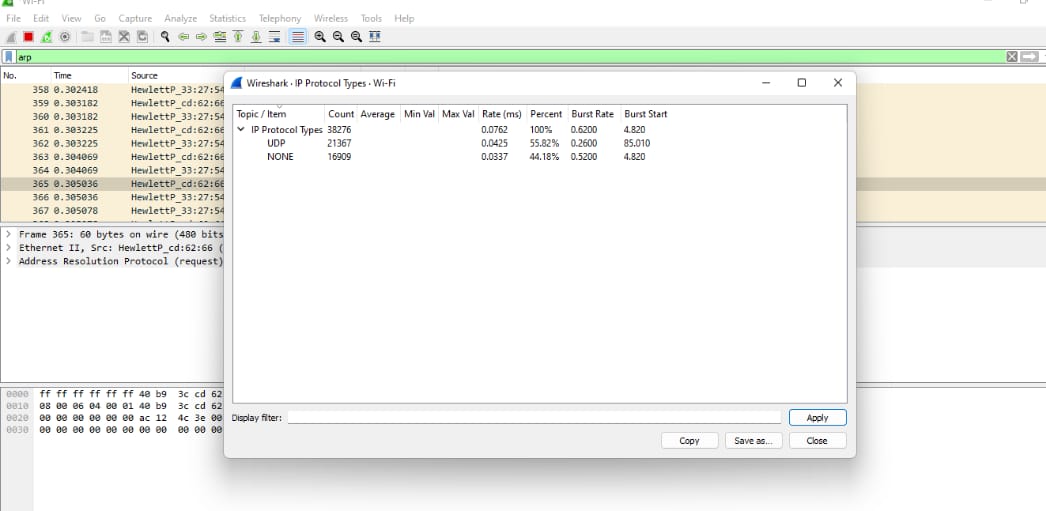 Wi-Fi
File Edit View Go Capture Analyze Statistics Telephony Wireless Tools Help
arp
No. Time Source
358 0.302418 HewlettP_33:27:54
359 0.303182 HewlettP_cd:62:66
360 0.303182 HewlettP_33:27:54
361 0.303225 HewlettP_cd:62:66
362 0.303225 HewlettP_33:27:54
363 0.304069 HewlettP_cd:62:66
364 0.304069 HewlettP_33:27:54
365 0.305036 HewlettP_cd:62:66
366 0.305036 HewlettP_33:27:54
367 0.305078 HewlettP_33:27:54
Frame 365: 60 bytes on wire (480 bits
Ethernet II, Src: HewlettP_cd:62:66 (
Address Resolution Protocol (request)
0000 ff ff ff ff ff ff 40 b9 3c cd 62
0010 08 00 06 04 00 01 40 b9 3c cd 62
0020 00 00 00 00 00 00 ac 12 4c 3e 00
0030 00 00 00 00 00 00 00 00 00 00 00
Wireshark · IP Protocol Types · Wi-Fi
Topic / Item Count Average Min Val Max Val Rate (ms) Percent Burst Rate Burst Start
IP Protocol Types 38276 0.0762 100% 0.6200 4.820
UDP 21367 0.0425 55.82% 0.2600 85.010
NONE 16909 0.0337 44.18% 0.5200 4.820
Display filter:
Apply
Copy Save as... Close